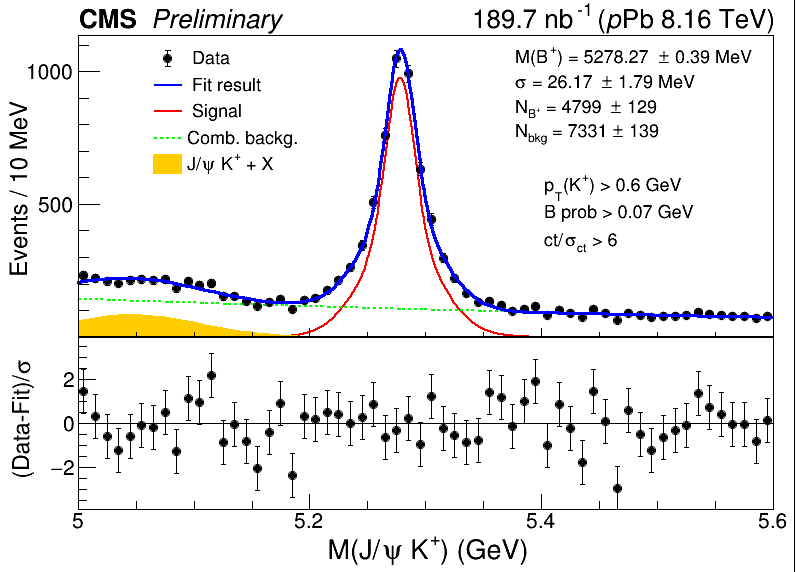 CMS Preliminary 189.7 nb⁻¹ (pPb 8.16 TeV)
Data
Fit result
Signal
Comb. backg.
J/ψ K⁺ + X
M(B⁺) = 5278.27 ± 0.39 MeV
σ = 26.17 ± 1.79 MeV
N_B⁺ = 4799 ± 129
N_bkg = 7331 ± 139
p_T(K⁺) > 0.6 GeV
B prob > 0.07 GeV
ct/σ_ct > 6
Events / 10 MeV
1000
500
(Data-Fit)/σ
2
0
−2
5 5.2 5.4 5.6
M(J/ψ K⁺) (GeV)